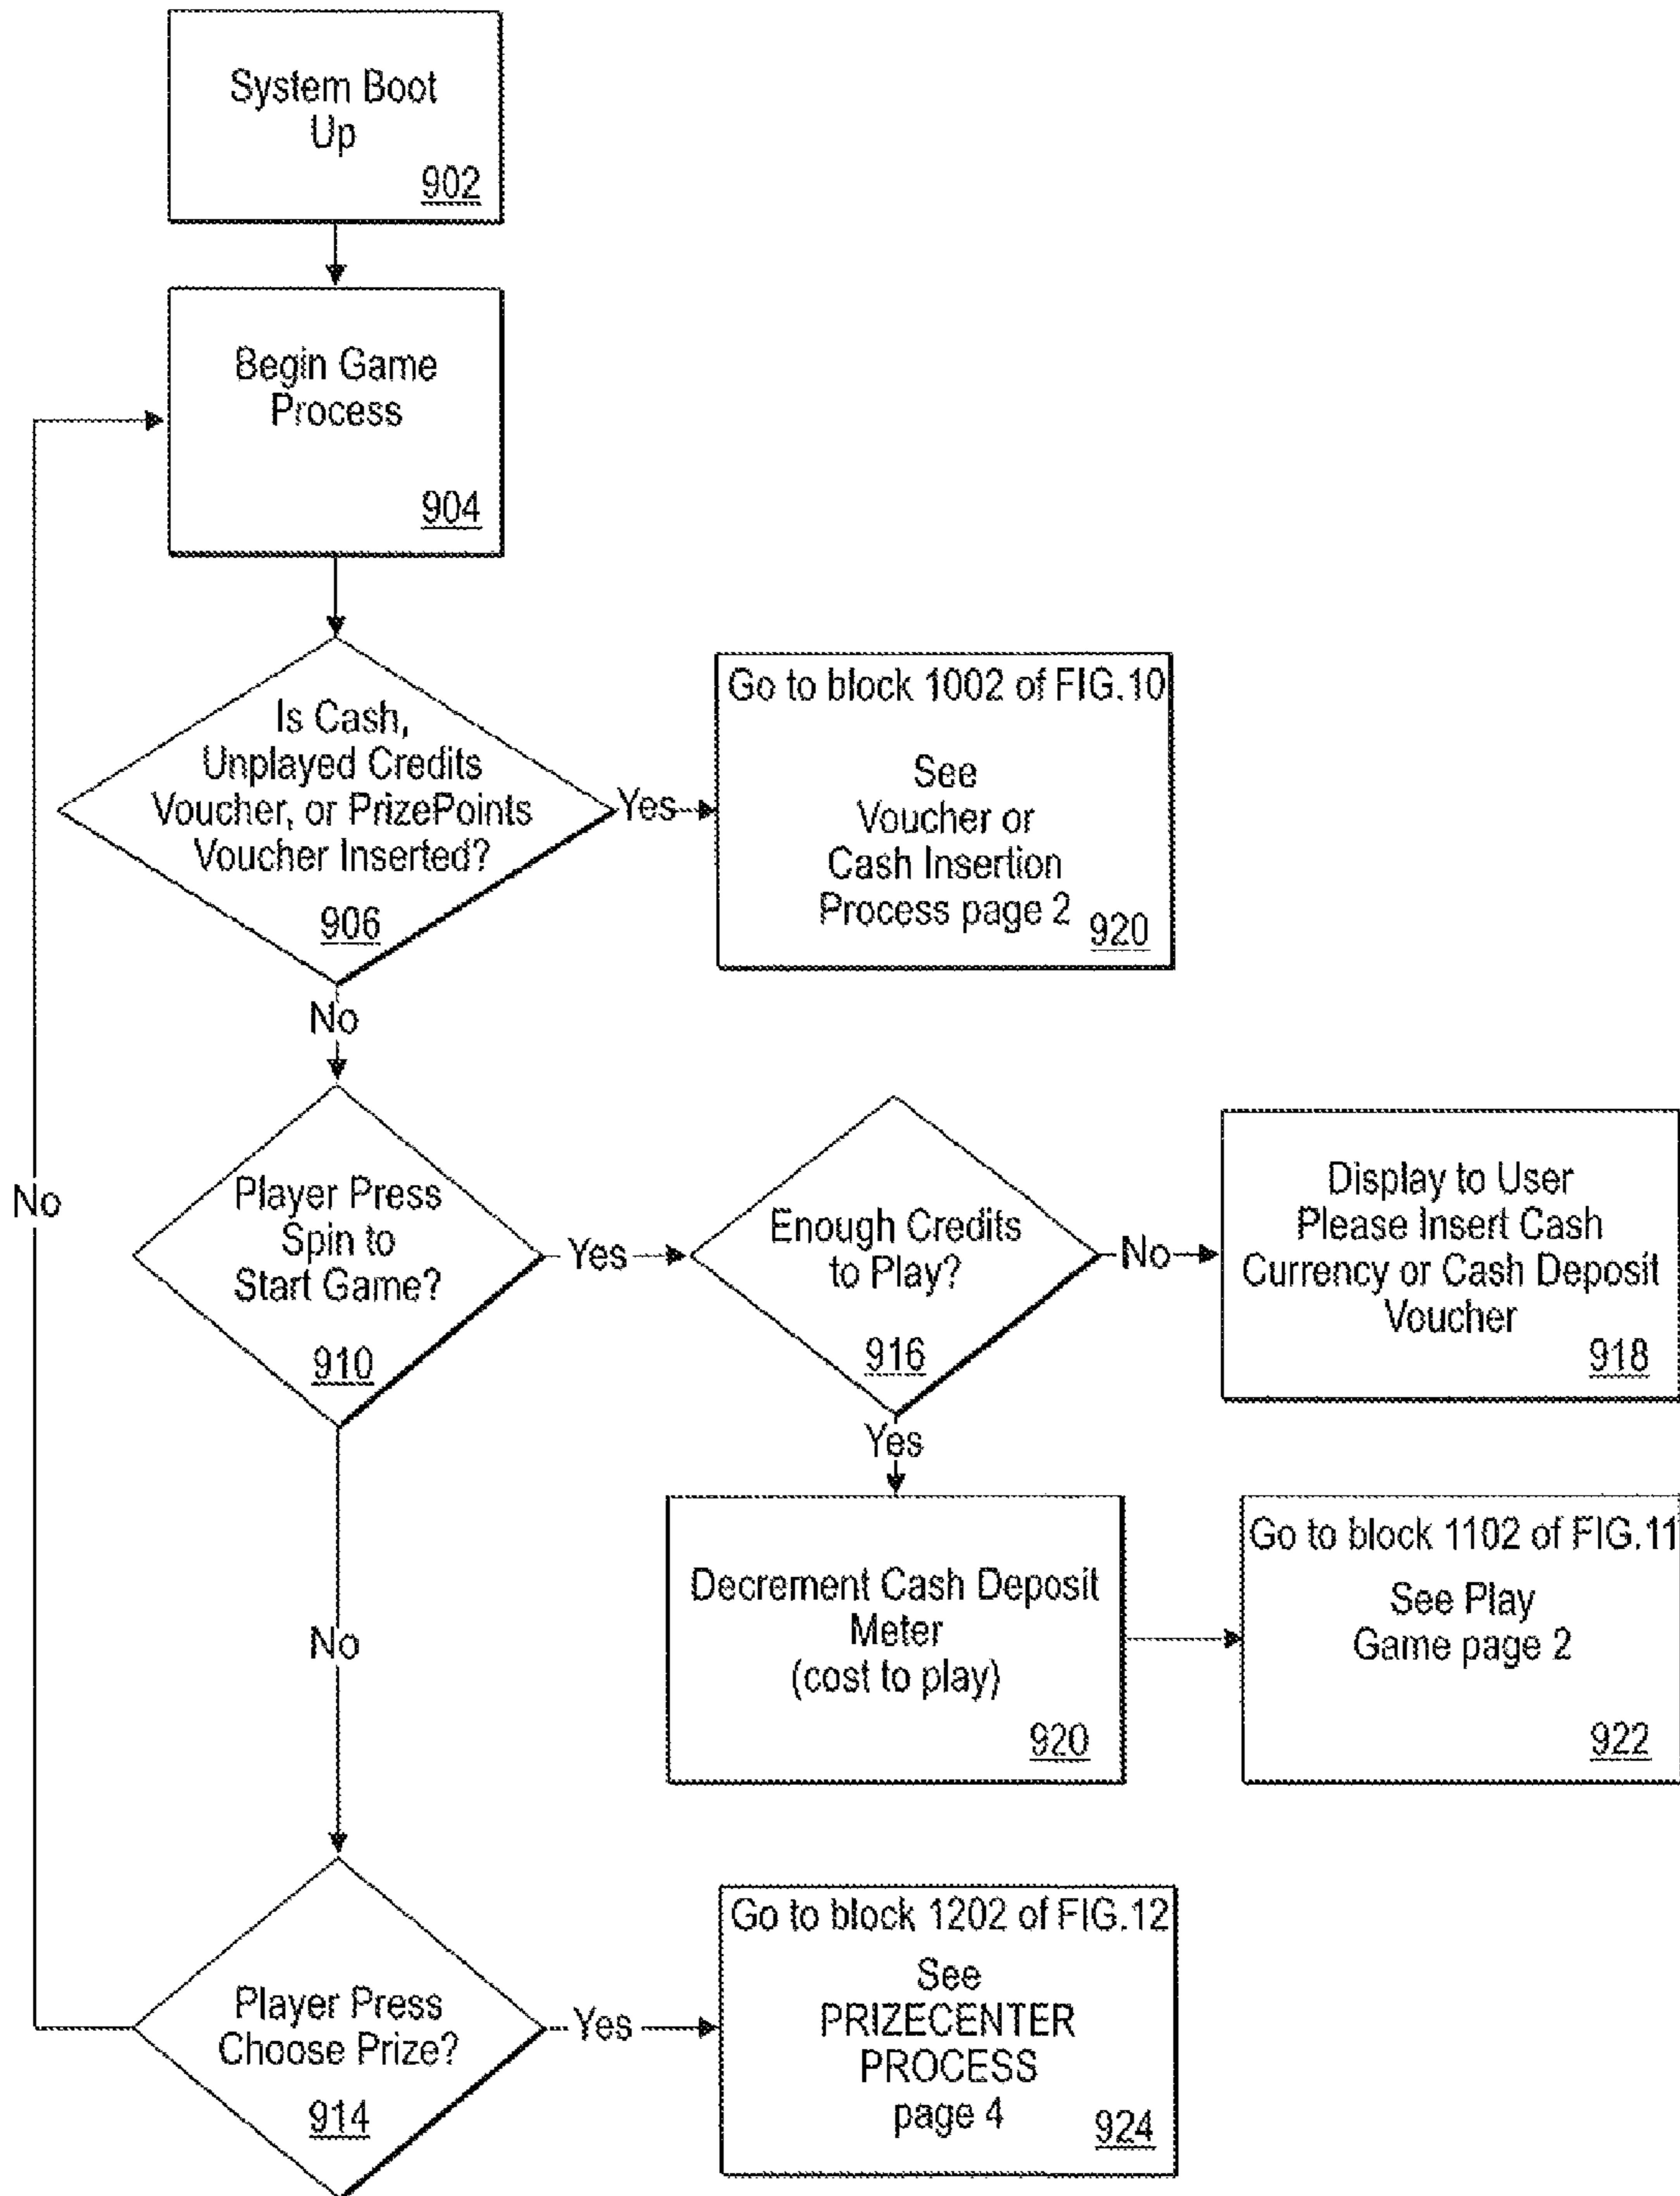 System Boot
Up
902
Begin Game
Process
904
Is Cash,
Unplayed Credits
Voucher, or PrizePoints
Voucher Inserted?
906
Yes
Go to block 1002 of FIG.10
See
Voucher or
Cash Insertion
Process page 2
920
No
Player Press
Spin to
Start Game?
910
Yes
Enough Credits
to Play?
916
No
Display to User
Please Insert Cash
Currency or Cash Deposit
Voucher
918
Yes
Decrement Cash Deposit
Meter
(cost to play)
920
Go to block 1102 of FIG.11
See Play
Game page 2
922
No
Player Press
Choose Prize?
914
Yes
Go to block 1202 of FIG.12
See
PRIZECENTER
PROCESS
page 4
924
No